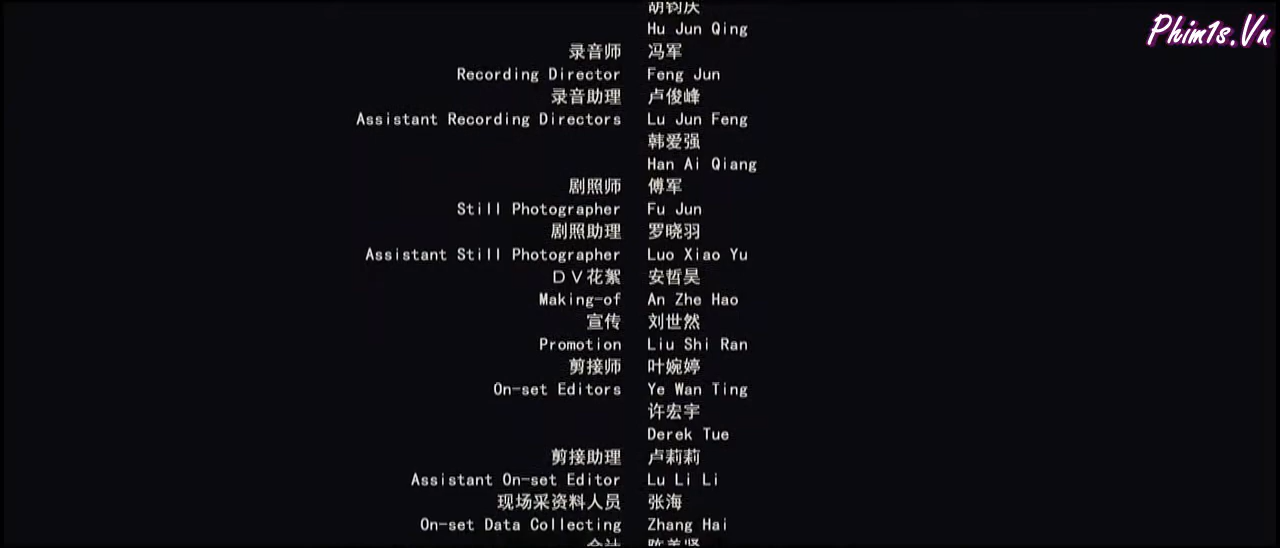 胡钧庆
Hu Jun Qing
Phim1s.Vn
录音师 冯军
Recording Director Feng Jun
录音助理 卢俊峰
Assistant Recording Directors Lu Jun Feng
韩爱强
Han Ai Qiang
剧照师 傅军
Still Photographer Fu Jun
剧照助理 罗晓羽
Assistant Still Photographer Luo Xiao Yu
ＤＶ花絮 安哲昊
Making-of An Zhe Hao
宣传 刘世然
Promotion Liu Shi Ran
剪接师 叶婉婷
On-set Editors Ye Wan Ting
许宏宇
Derek Tue
剪接助理 卢莉莉
Assistant On-set Editor Lu Li Li
现场采资料人员 张海
On-set Data Collecting Zhang Hai